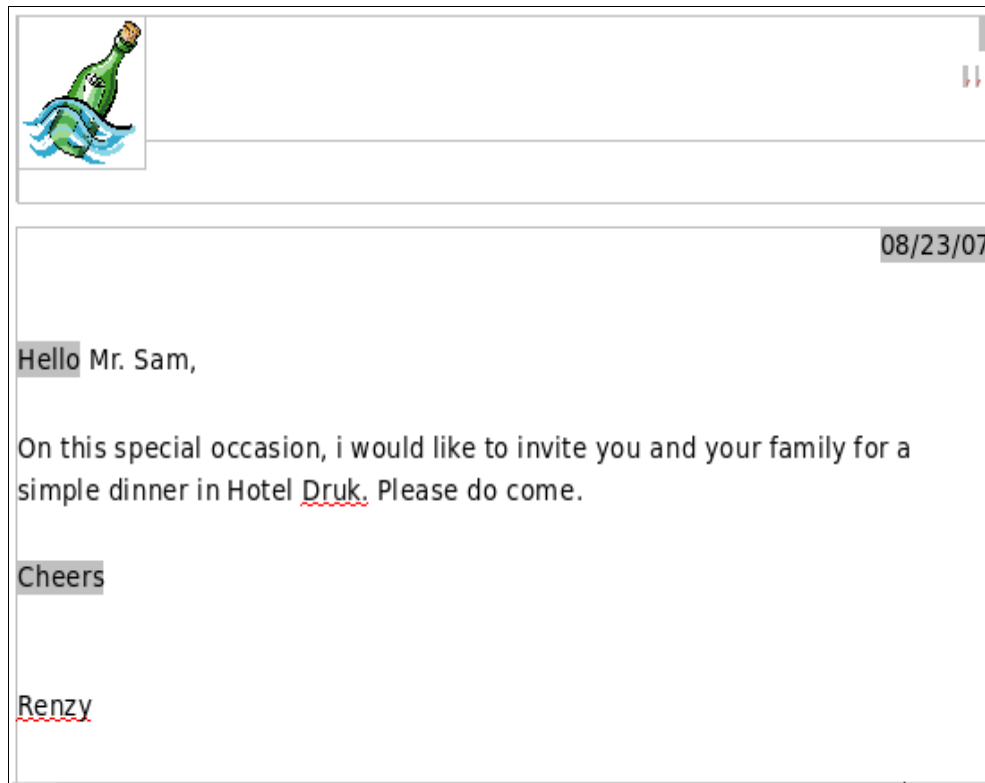 08/23/07
Hello Mr. Sam,
On this special occasion, i would like to invite you and your family for a
simple dinner in Hotel Druk. Please do come.
Cheers
Renzy